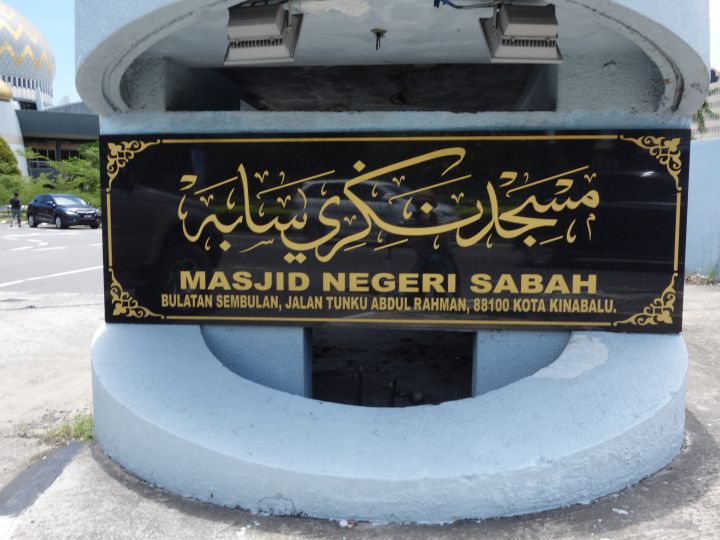 مسجد نڬري سابه
MASJID NEGERI SABAH
BULATAN SEMBULAN, JALAN TUNKU ABDUL RAHMAN, 88100 KOTA KINABALU.